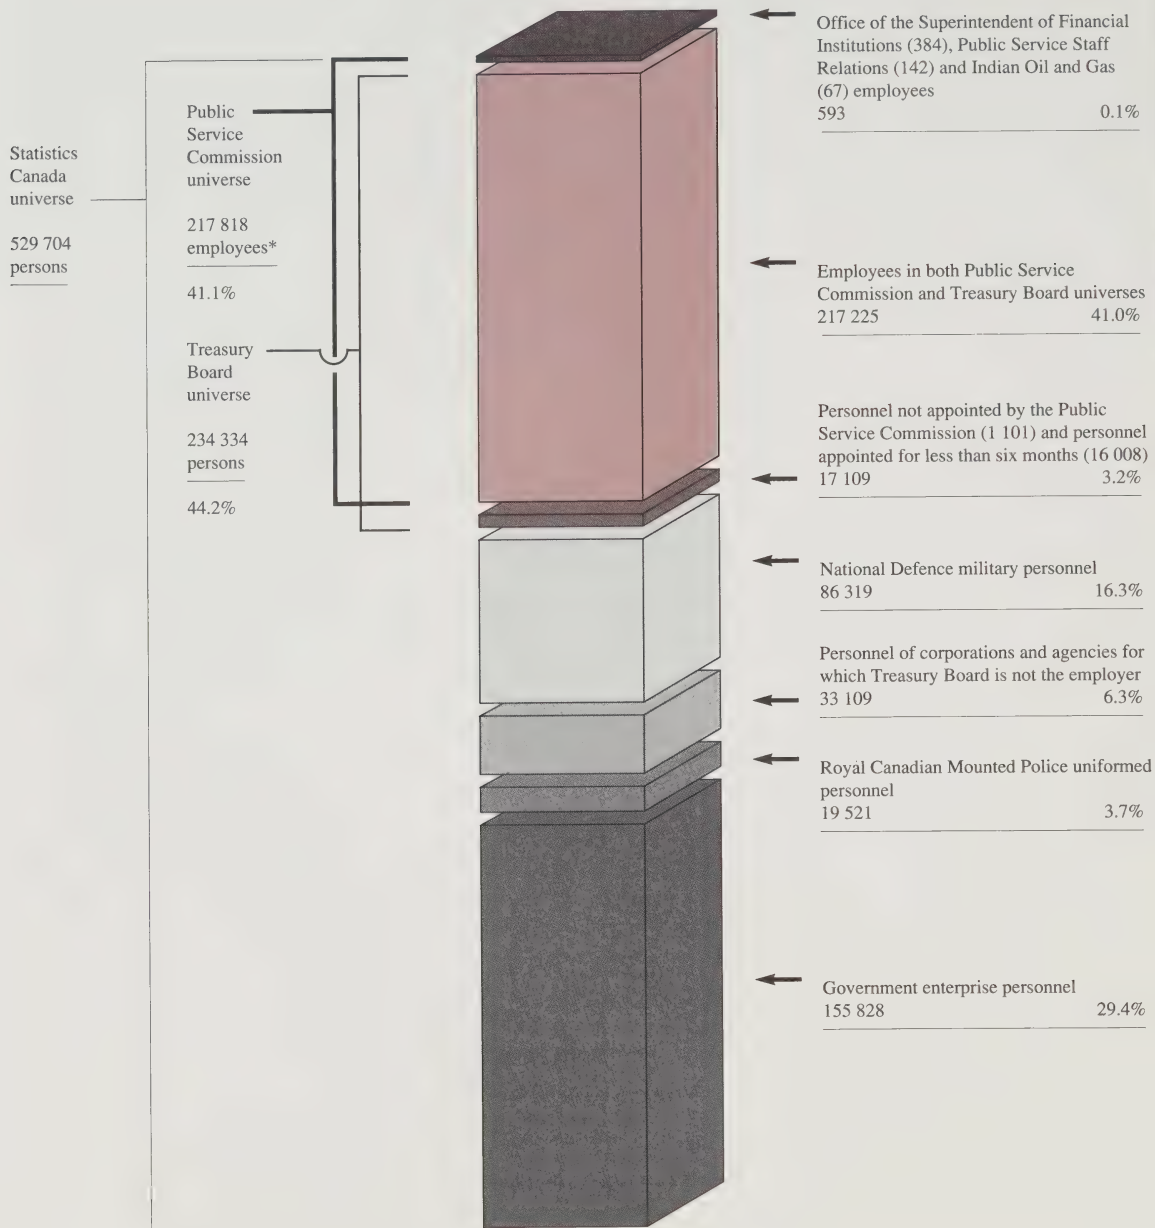 Statistics
Canada
universe
529 704
persons
Public
Service
Commission
universe
217 818
employees*
41.1%
Treasury
Board
universe
234 334
persons
44.2%
Office of the Superintendent of Financial
Institutions (384), Public Service Staff
Relations (142) and Indian Oil and Gas
(67) employees
593 0.1%
Employees in both Public Service
Commission and Treasury Board universes
217 225 41.0%
Personnel not appointed by the Public
Service Commission (1 101) and personnel
appointed for less than six months (16 008)
17 109 3.2%
National Defence military personnel
86 319 16.3%
Personnel of corporations and agencies for
which Treasury Board is not the employer
33 109 6.3%
Royal Canadian Mounted Police uniformed
personnel
19 521 3.7%
Government enterprise personnel
155 828 29.4%